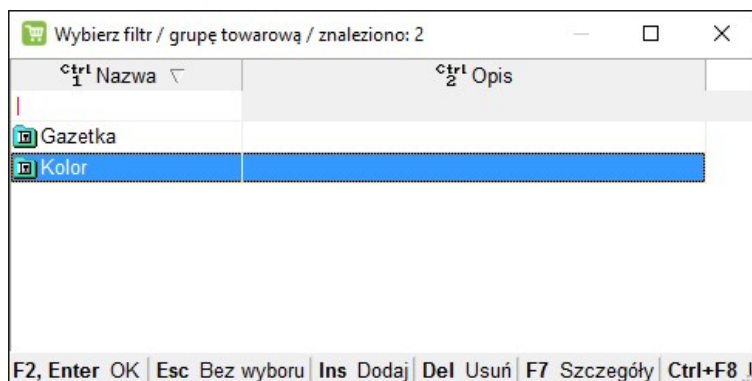 Wybierz filtr / grupę towarową / znaleziono: 2
Ctrl 1 Nazwa Ctrl 2 Opis
Gazetka
Kolor
F2, Enter OK Esc Bez wyboru Ins Dodaj Del Usuń F7 Szczegóły Ctrl+F8